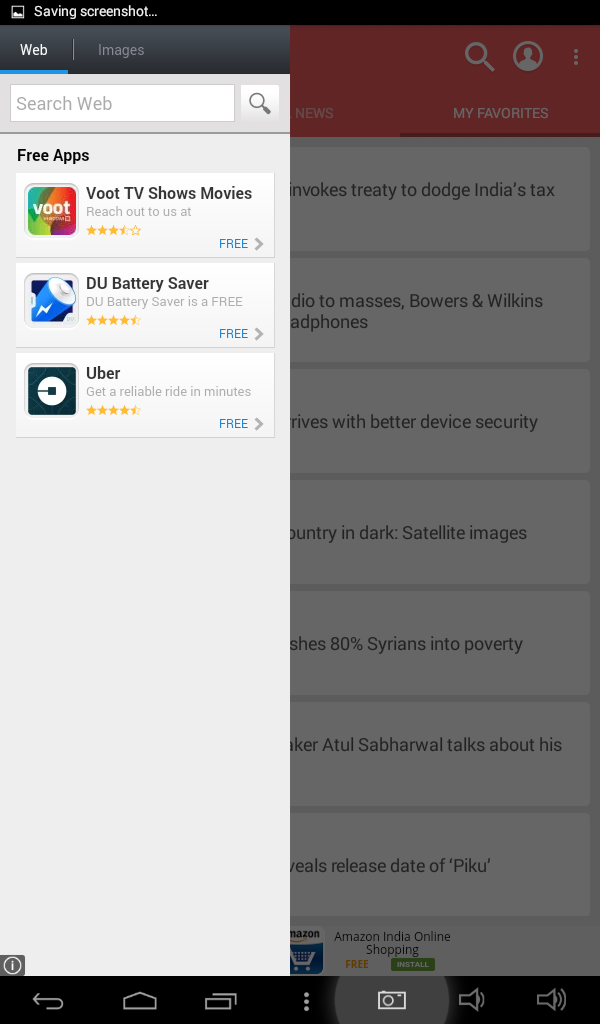 Saving screenshot...
Web
Images
Search Web
Free Apps
voot
Voot TV Shows Movies
Reach out to us at
FREE
DU Battery Saver
DU Battery Saver is a FREE
FREE
Uber
Get a reliable ride in minutes
FREE
NEWS
MY FAVORITES
invokes treaty to dodge India's tax
dio to masses, Bowers & Wilkins
adphones
rives with better device security
ountry in dark: Satellite images
shes 80% Syrians into poverty
aker Atul Sabharwal talks about his
veals release date of ‘Piku’
mazon
Amazon India Online
Shopping
FREE
INSTALL